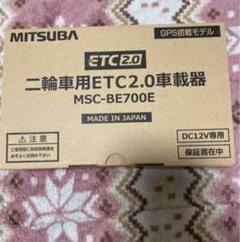 MITSUBA
GPS搭載モデル
ETC2.0
二輪車用ETC2.0車載器
MSC-BE700E
MADE IN JAPAN
⚠注意
DC12V専用
保証書在中